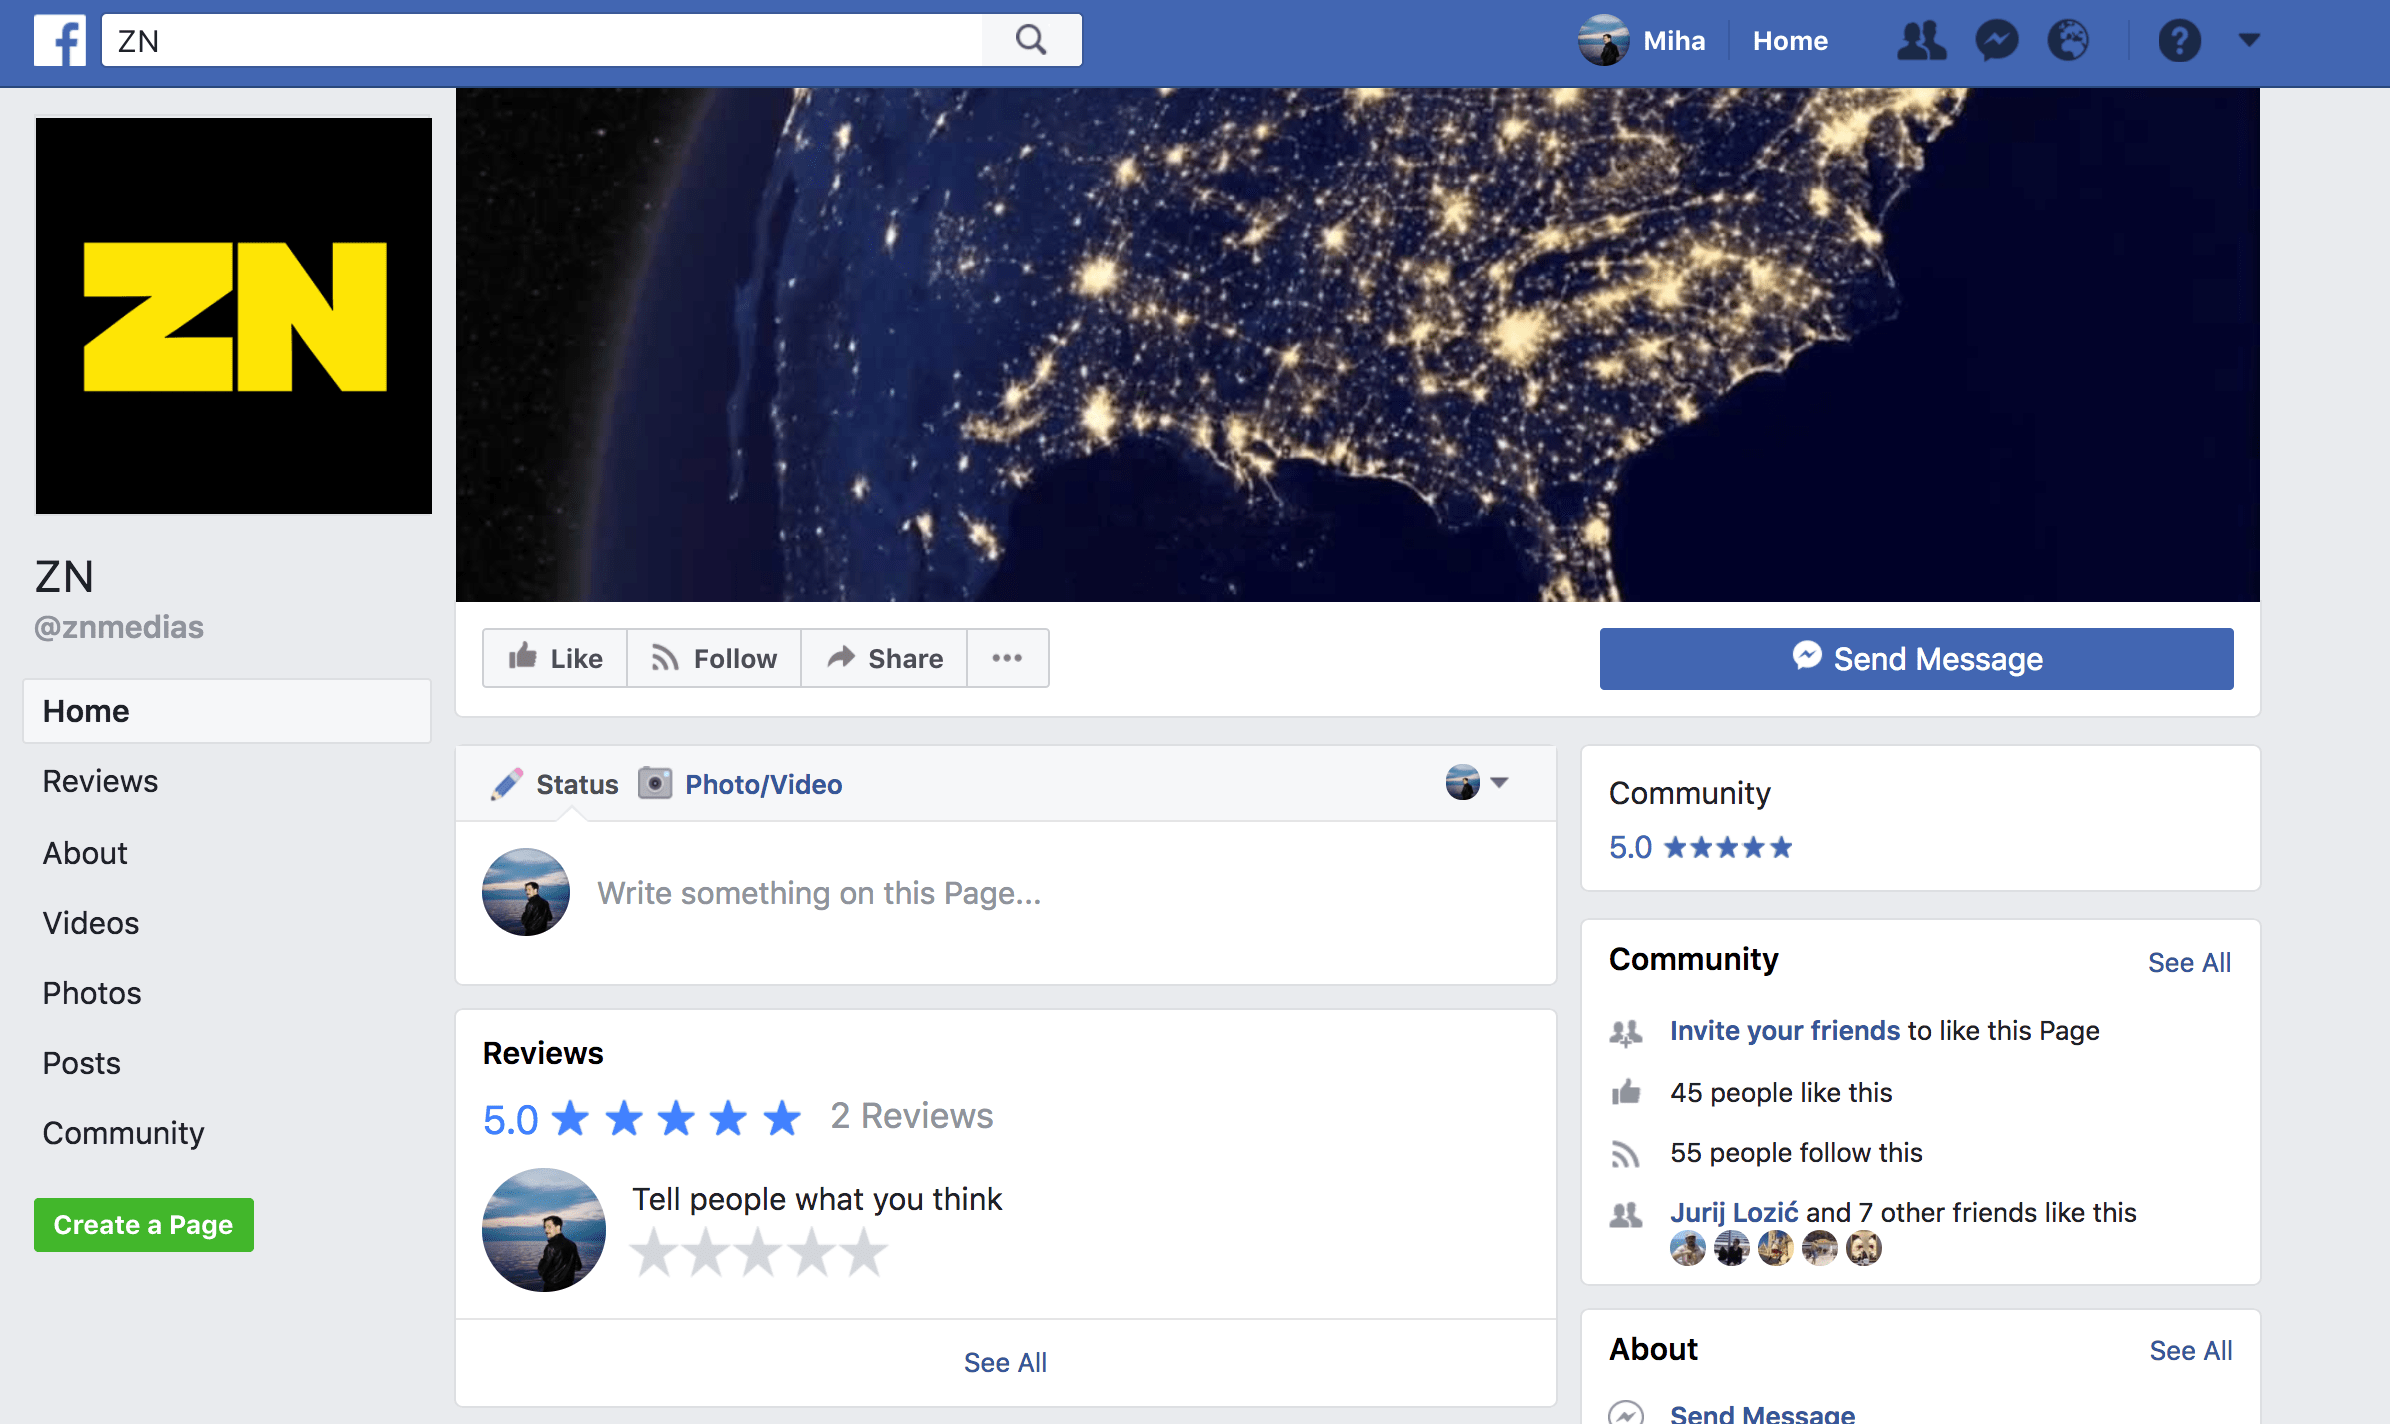 ZN
Miha
Home
ZN
ZN
@znmedias
Home
Reviews
About
Videos
Photos
Posts
Community
Create a Page
Like
Follow
Share
Send Message
Status
Photo/Video
Write something on this Page...
Reviews
5.0
2 Reviews
Tell people what you think
See All
Community
5.0
Community
See All
Invite your friends to like this Page
45 people like this
55 people follow this
Jurij Lozić and 7 other friends like this
About
See All
Send Message